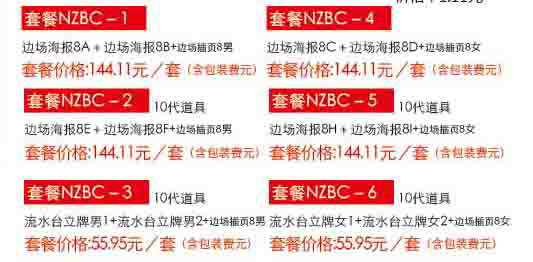 套餐NZBC – 1
边场海报8A + 边场海报8B+边场插页8男
套餐价格:144.11元／套（含包装费元）
套餐NZBC – 2 10代道具
边场海报8E + 边场海报8F+边场插页8男
套餐价格:144.11元／套（含包装费元）
套餐NZBC – 3 10代道具
流水台立牌男1+流水台立牌男2+边场插页8男
套餐价格:55.95元／套（含包装费元）
套餐NZBC – 4
边场海报8C + 边场海报8D+边场插页8女
套餐价格:144.11元／套（含包装费元）
套餐NZBC – 5 10代道具
边场海报8H + 边场海报8I+边场插页8女
套餐价格:144.11元／套（含包装费元）
套餐NZBC – 6 10代道具
流水台立牌女1+流水台立牌女2+边场插页8女
套餐价格:55.95元／套（含包装费元）